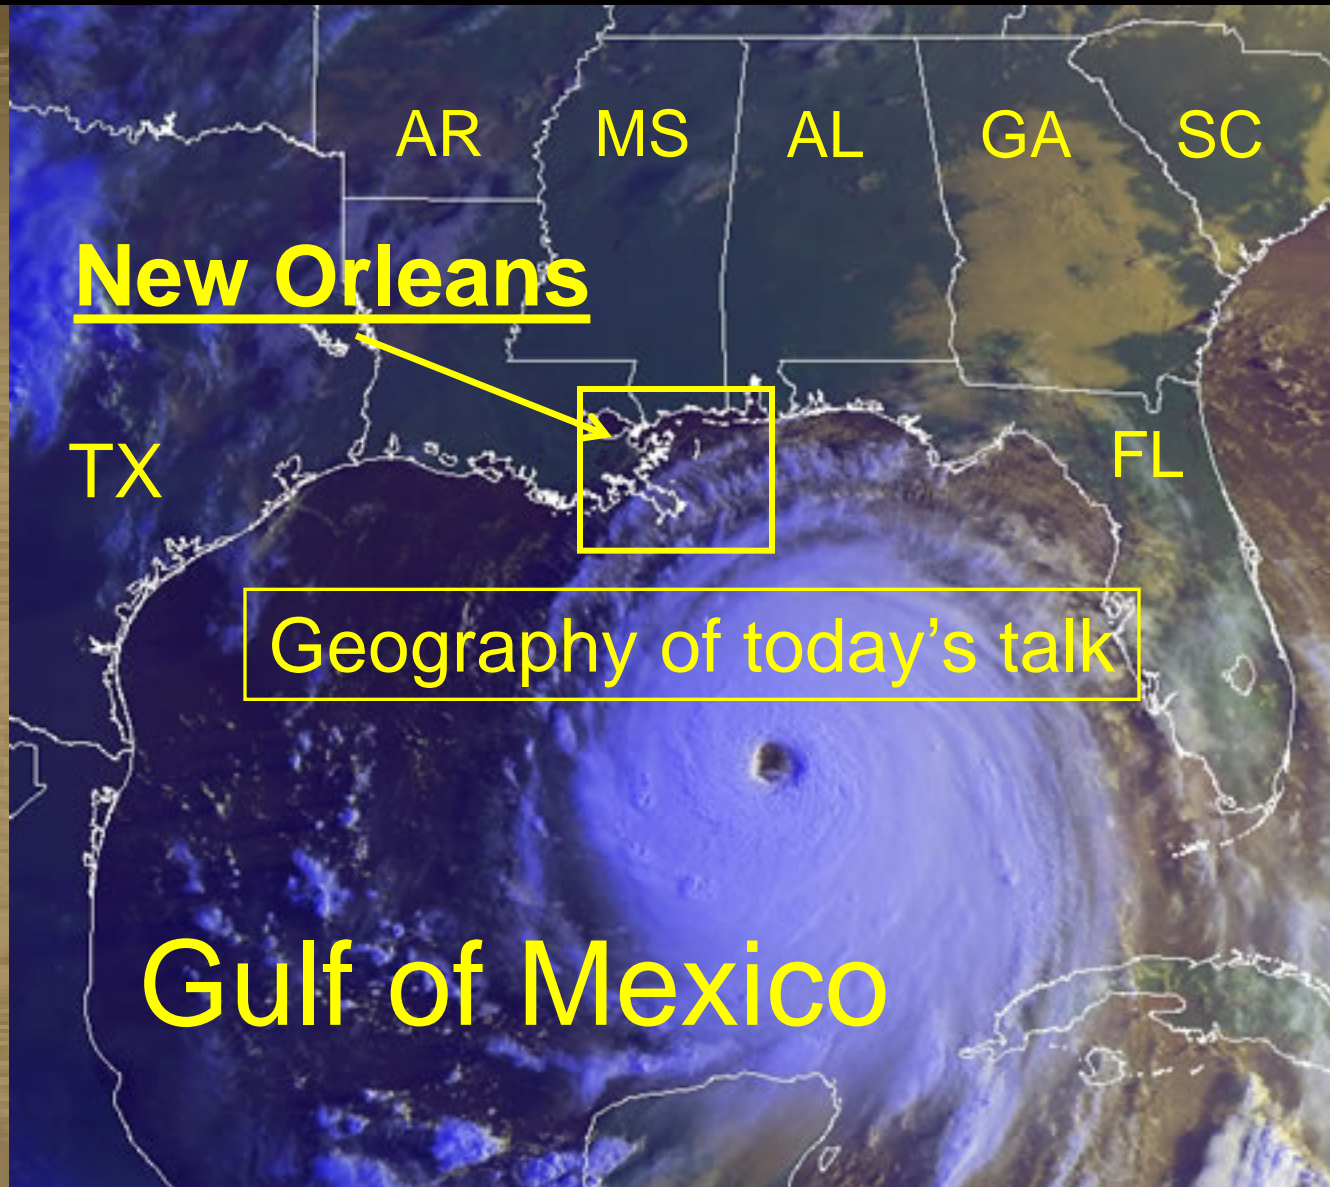 AR MS AL GA SC
New Orleans
TX
FL
Geography of today’s talk
Gulf of Mexico